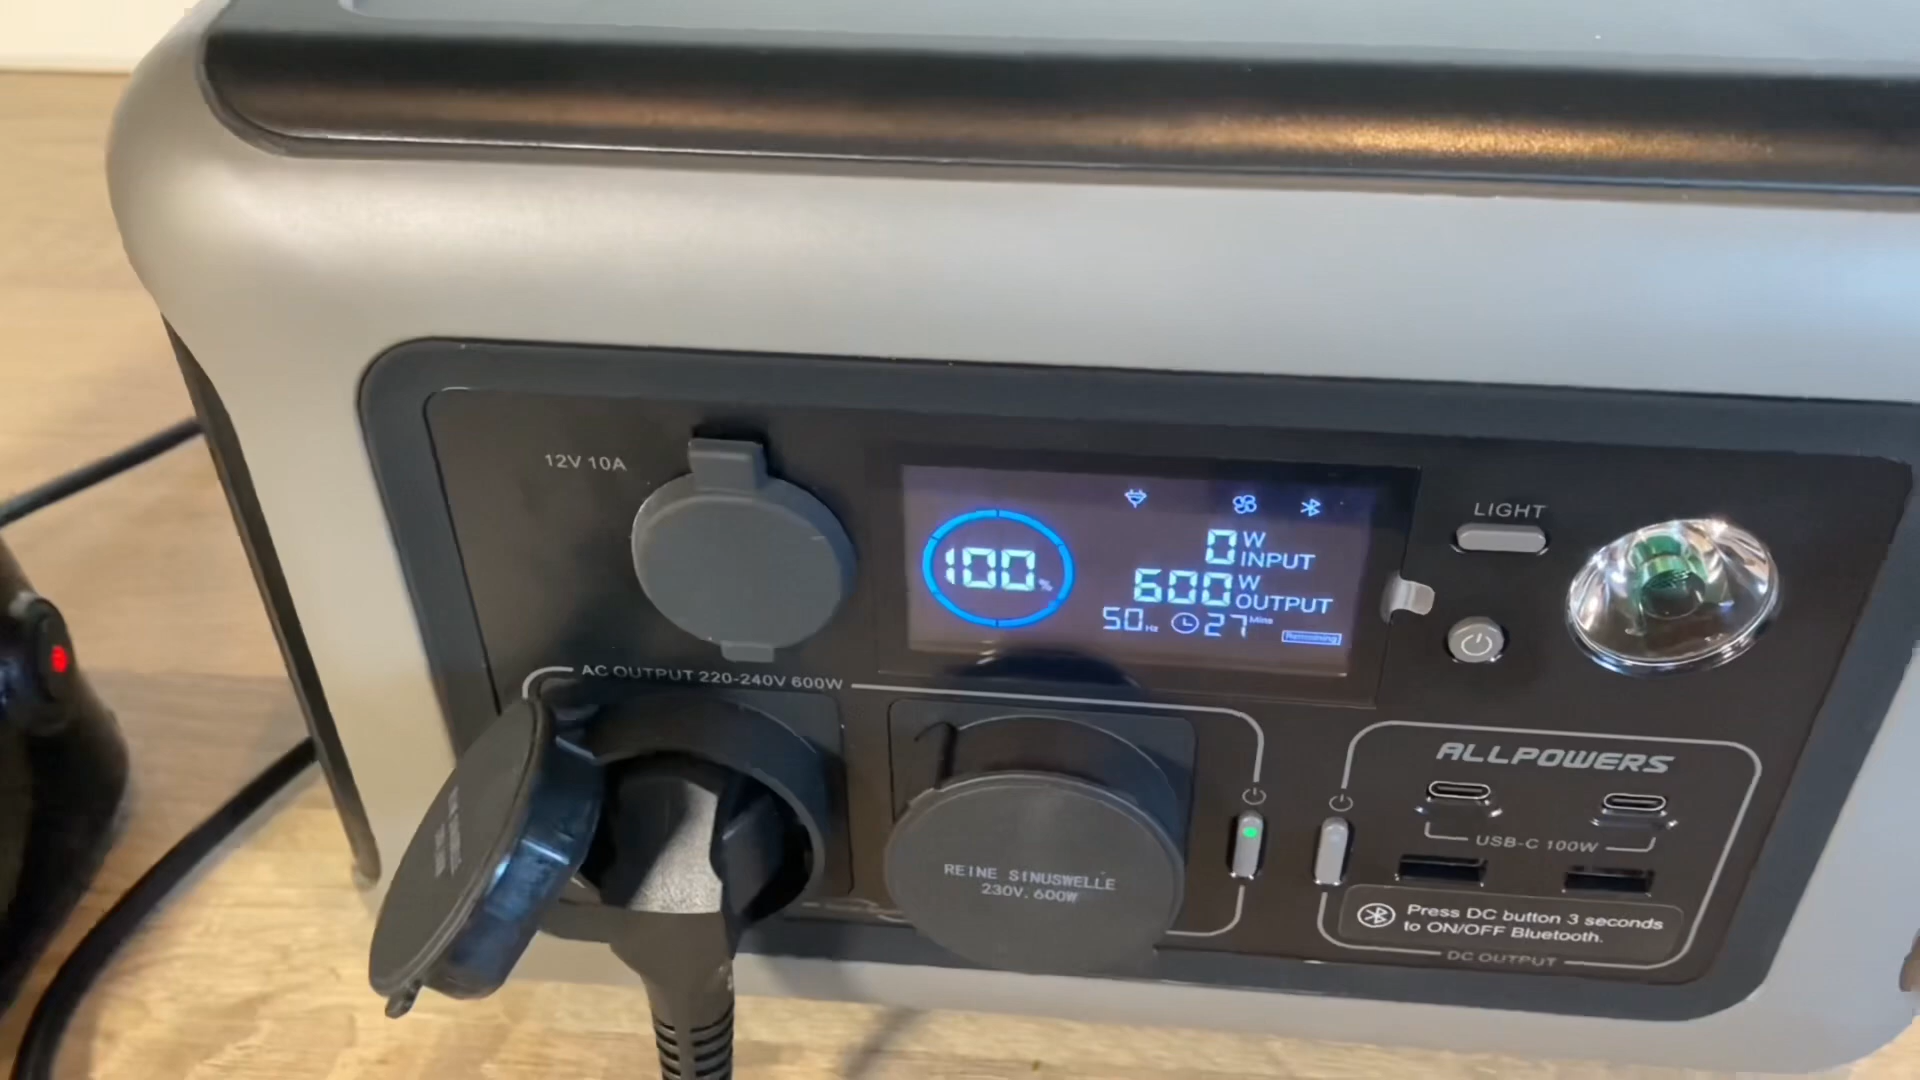 12V 10A
LIGHT
100%
0W
INPUT
600W
OUTPUT
50Hz 27Mins Remaining
AC OUTPUT 220-240V 600W
ALLPOWERS
USB-C 100W
REINE SINUSWELLE
230V.600W
Press DC button 3 seconds
to ON/OFF Bluetooth.
DC OUTPUT